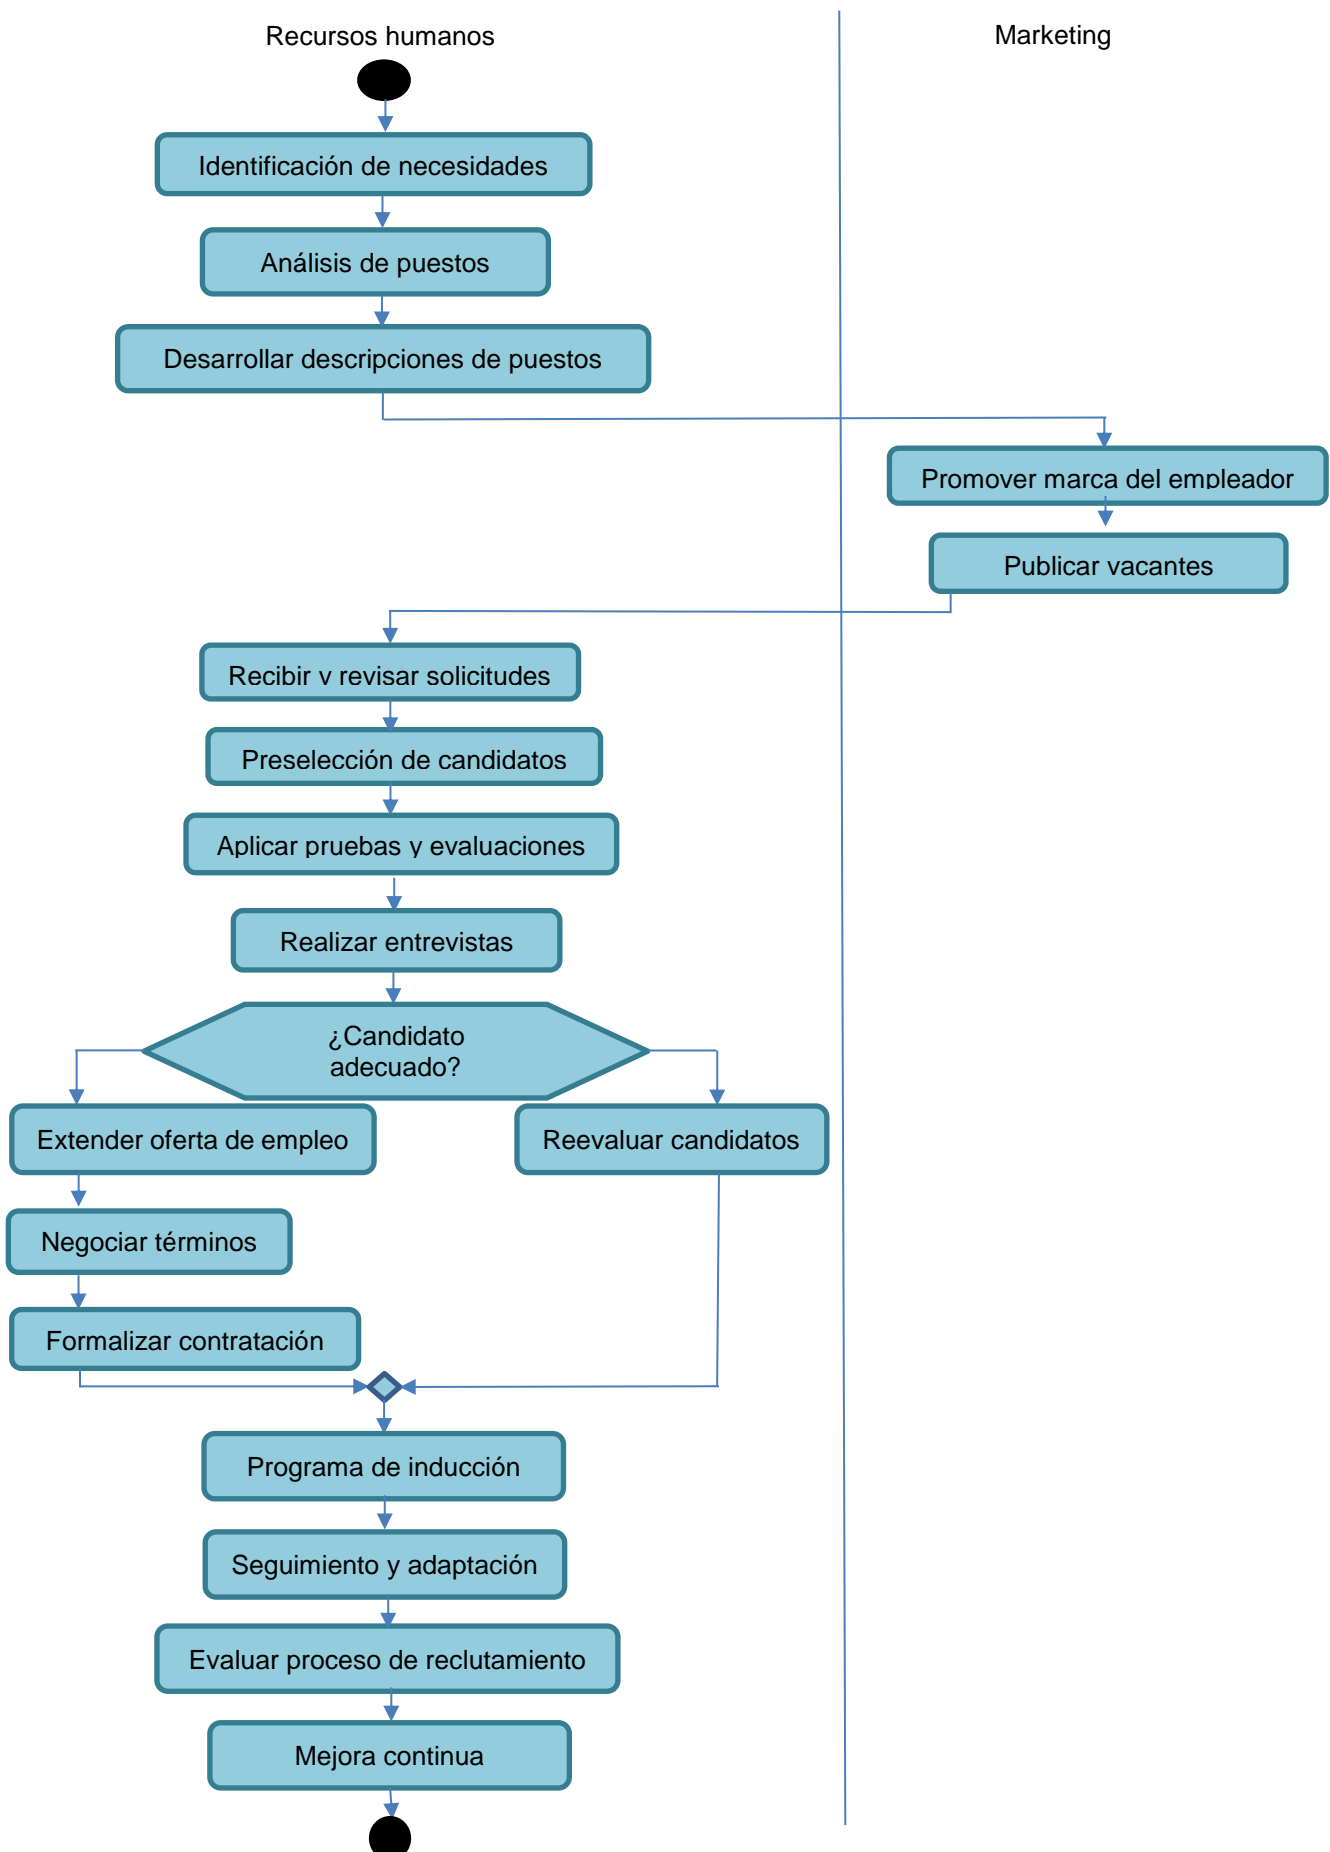 Recursos humanos
Marketing
Identificación de necesidades
Análisis de puestos
Desarrollar descripciones de puestos
Promover marca del empleador
Publicar vacantes
Recibir y revisar solicitudes
Preselección de candidatos
Aplicar pruebas y evaluaciones
Realizar entrevistas
¿Candidato
adecuado?
Extender oferta de empleo
Reevaluar candidatos
Negociar términos
Formalizar contratación
Programa de inducción
Seguimiento y adaptación
Evaluar proceso de reclutamiento
Mejora continua